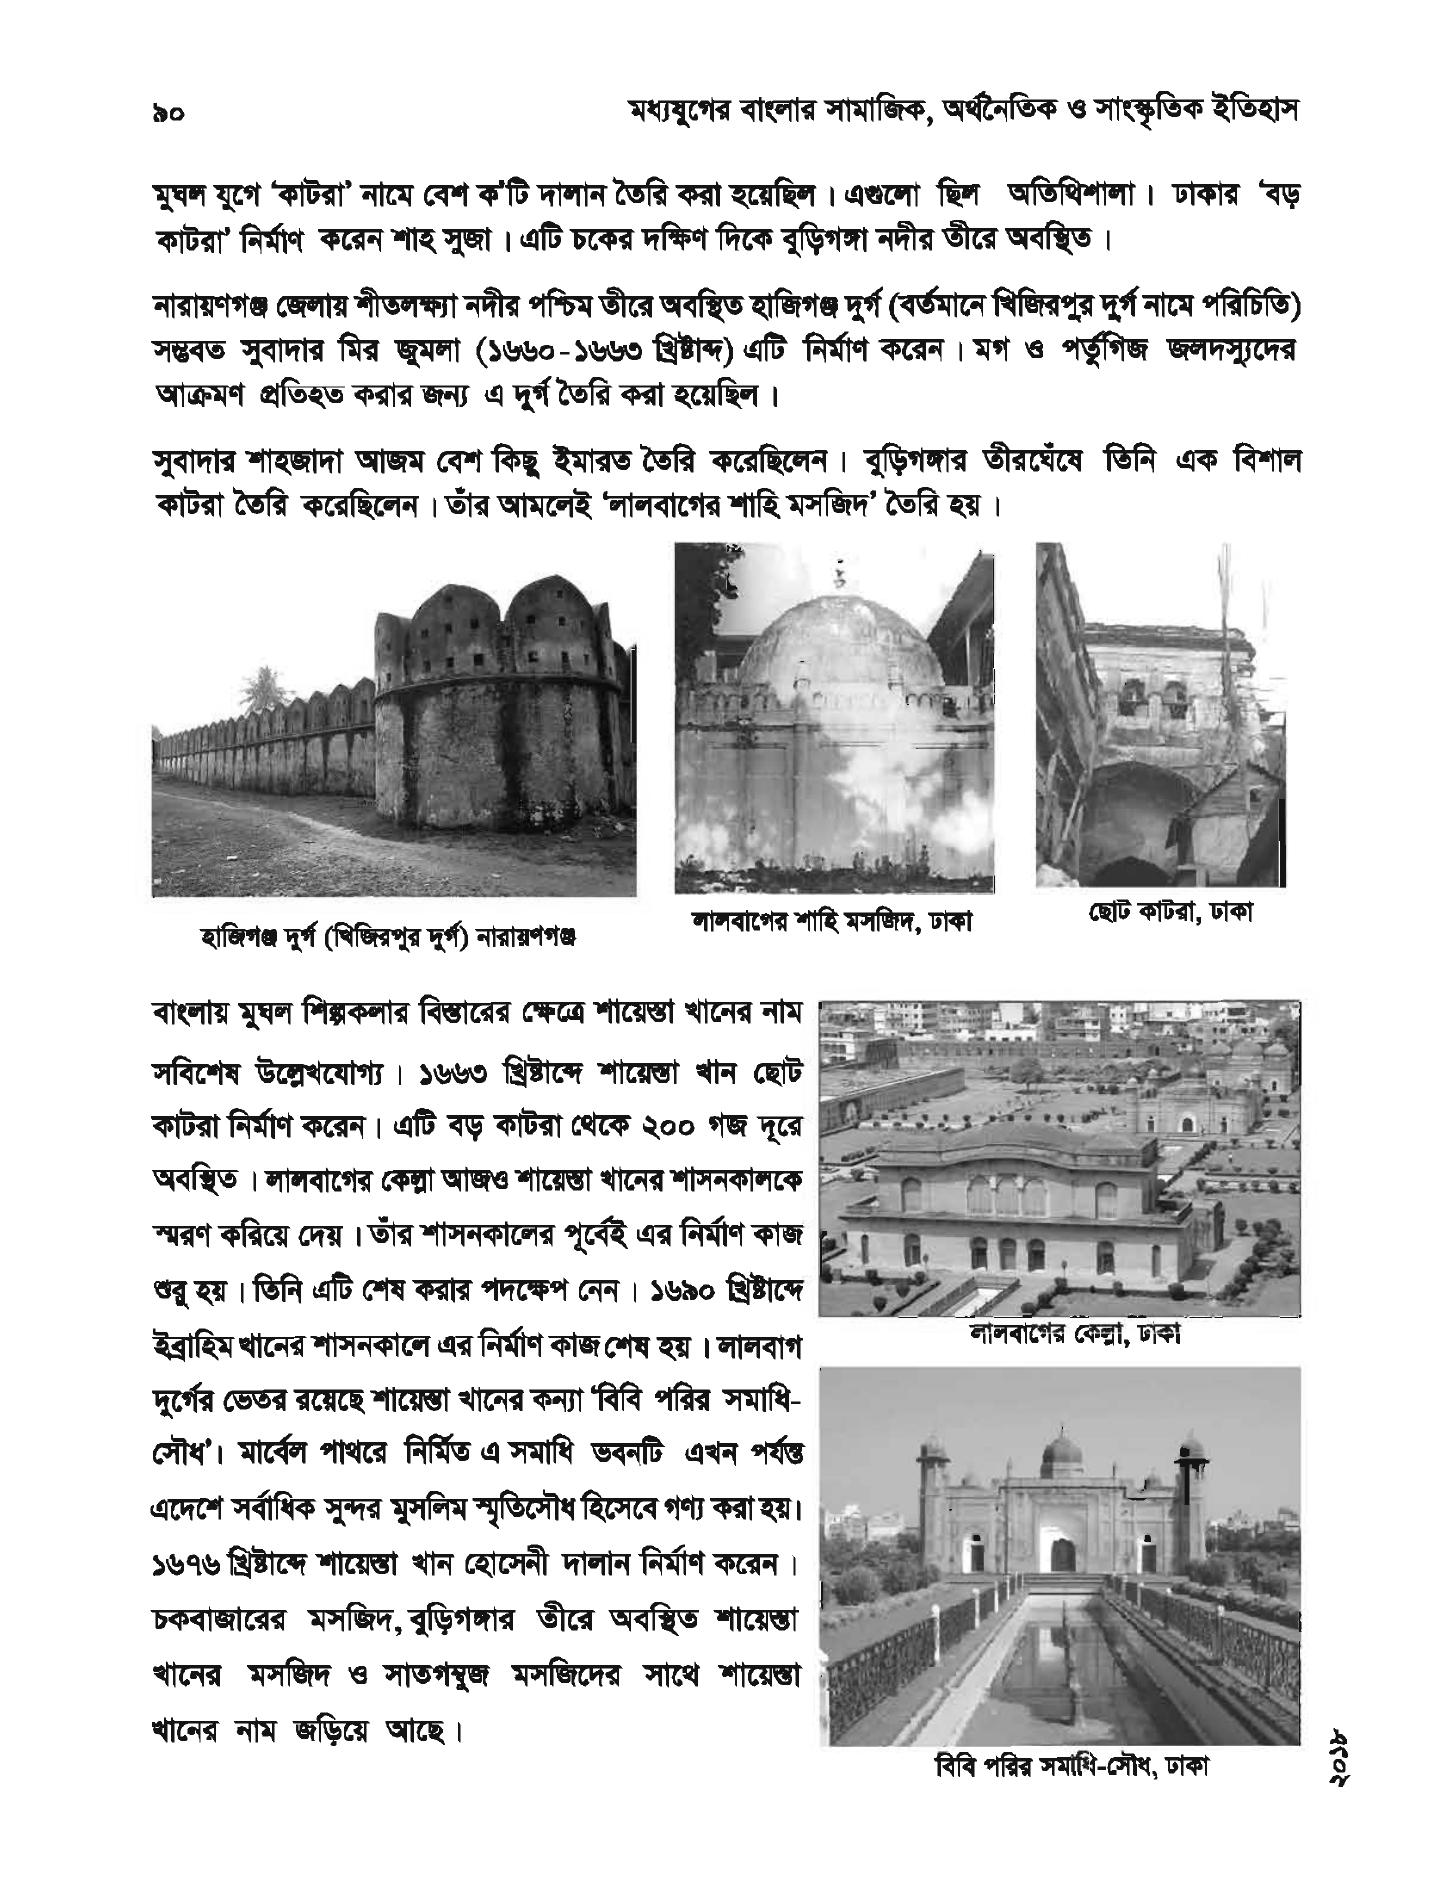 ৯০
মধ্যযুগের বাংলার সামাজিক, অর্থনৈতিক ও সাংস্কৃতিক ইতিহাস
মুঘল যুগে ‘কাটরা’ নামে বেশ ক'টি দালান তৈরি করা হয়েছিল । এগুলো ছিল অতিথিশালা । ঢাকার ‘বড়
কাটরা’ নির্মাণ করেন শাহ সুজা । এটি চকের দক্ষিণ দিকে বুড়িগঙ্গা নদীর তীরে অবস্থিত ।
নারায়ণগঞ্জ জেলায় শীতলক্ষ্যা নদীর পশ্চিম তীরে অবস্থিত হাজিগঞ্জ দুর্গ (বর্তমানে খিজিরপুর দুর্গ নামে পরিচিতি)
সম্ভবত সুবাদার মির জুমলা (১৬৬০-১৬৬৩ খ্রিষ্টাব্দ) এটি নির্মাণ করেন । মগ ও পর্তুগিজ জলদস্যুদের
আক্রমণ প্রতিহত করার জন্য এ দুর্গ তৈরি করা হয়েছিল ।
সুবাদার শাহজাদা আজম বেশ কিছু ইমারত তৈরি করেছিলেন । বুড়িগঙ্গার তীরঘেঁষে তিনি এক বিশাল
কাটরা তৈরি করেছিলেন । তাঁর আমলেই ‘লালবাগের শাহি মসজিদ’ তৈরি হয় ।
হাজিগঞ্জ দুর্গ (খিজিরপুর দুর্গ) নারায়ণগঞ্জ
লালবাগের শাহি মসজিদ, ঢাকা
ছোট কাটরা, ঢাকা
বাংলায় মুঘল শিল্পকলার বিস্তারের ক্ষেত্রে শায়েস্তা খানের নাম
সবিশেষ উল্লেখযোগ্য । ১৬৬৩ খ্রিষ্টাব্দে শায়েস্তা খান ছোট
কাটরা নির্মাণ করেন । এটি বড় কাটরা থেকে ২০০ গজ দূরে
অবস্থিত । লালবাগের কেল্লা আজও শায়েস্তা খানের শাসনকালকে
স্মরণ করিয়ে দেয় । তাঁর শাসনকালের পূর্বেই এর নির্মাণ কাজ
শুরু হয় । তিনি এটি শেষ করার পদক্ষেপ নেন । ১৬৯০ খ্রিষ্টাব্দে
ইব্রাহিম খানের শাসনকালে এর নির্মাণ কাজ শেষ হয় । লালবাগ
দুর্গের ভেতর রয়েছে শায়েস্তা খানের কন্যা ‘বিবি পরির সমাধি-
সৌধ’। মার্বেল পাথরে নির্মিত এ সমাধি ভবনটি এখন পর্যন্ত
এদেশে সর্বাধিক সুন্দর মুসলিম স্মৃতিসৌধ হিসেবে গণ্য করা হয়।
১৬৭৬ খ্রিষ্টাব্দে শায়েস্তা খান হোসেনী দালান নির্মাণ করেন ।
চকবাজারের মসজিদ, বুড়িগঙ্গার তীরে অবস্থিত শায়েস্তা
খানের মসজিদ ও সাতগম্বুজ মসজিদের সাথে শায়েস্তা
খানের নাম জড়িয়ে আছে ।
লালবাগের কেল্লা, ঢাকা
বিবি পরির সমাধি-সৌধ, ঢাকা
২০১৮